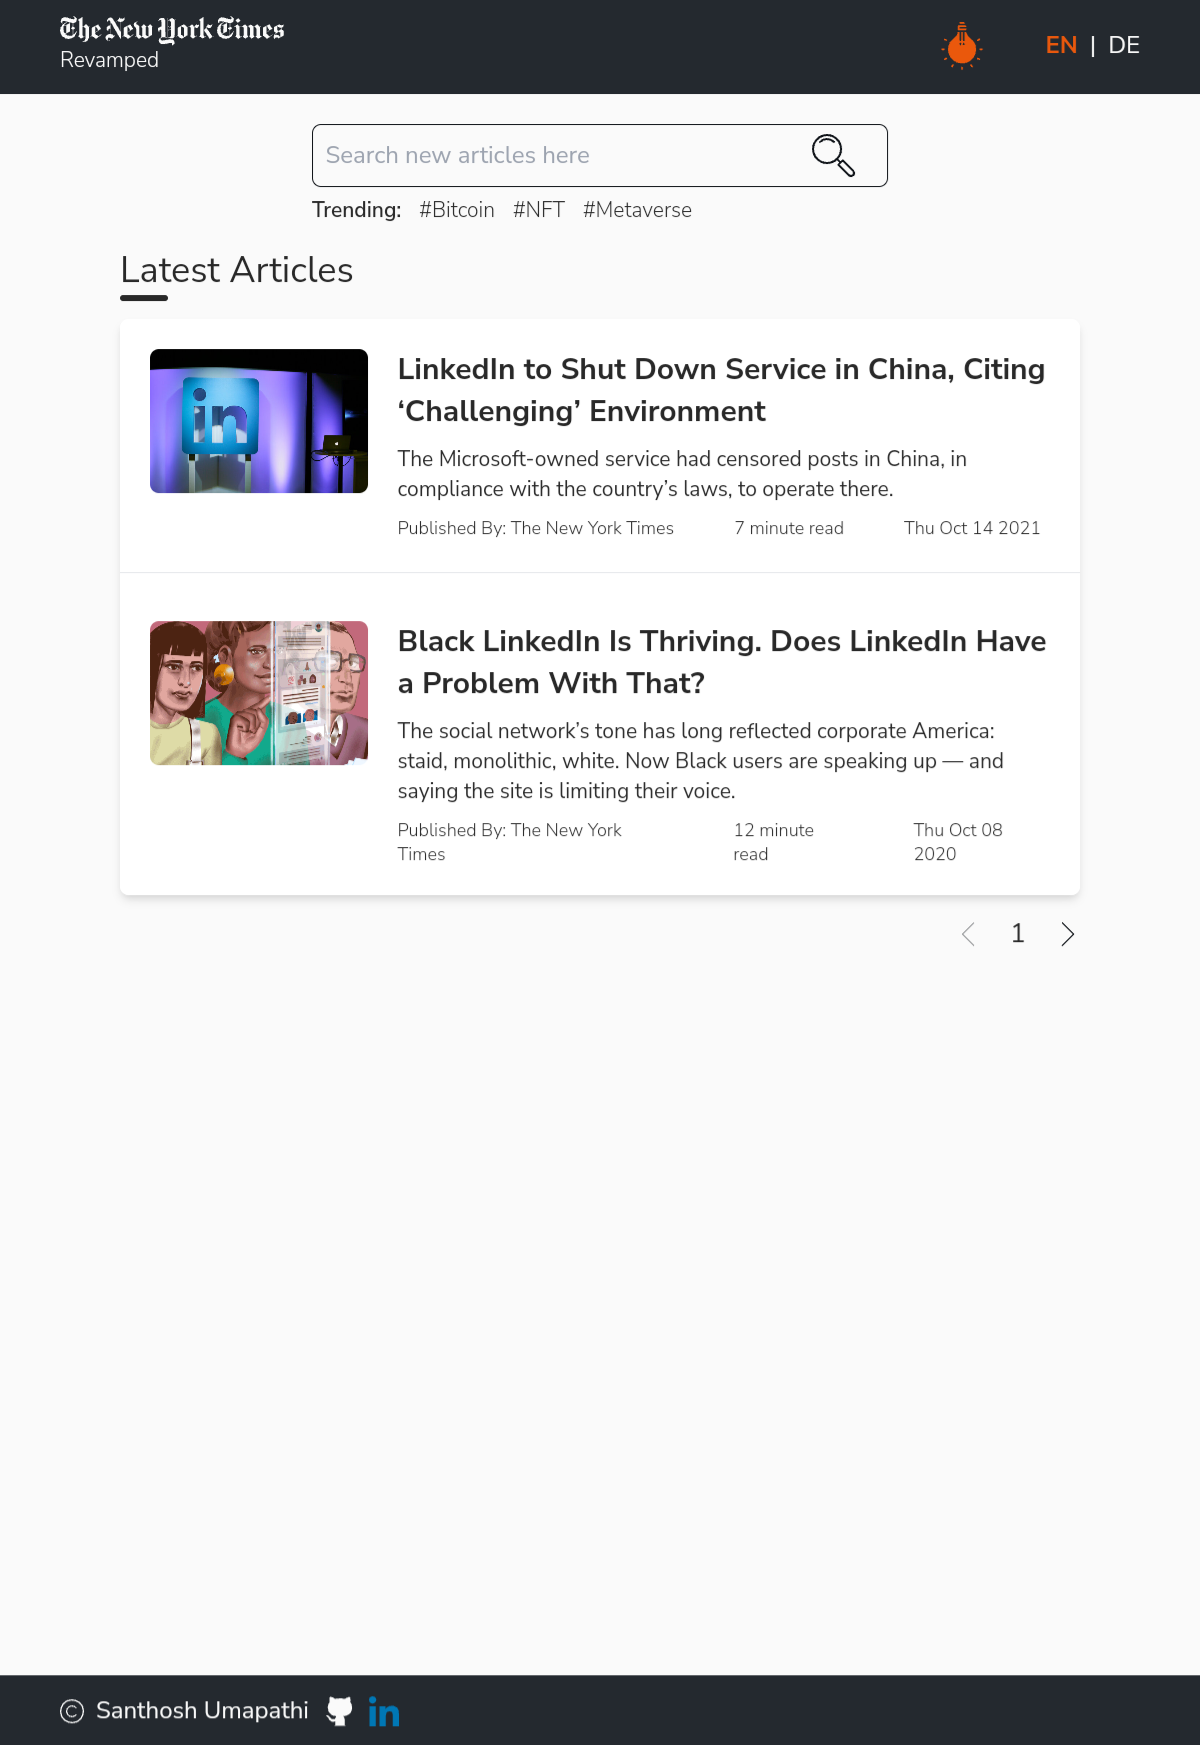 The New York Times
Revamped
EN | DE
Search new articles here
Trending: #Bitcoin #NFT #Metaverse
Latest Articles
LinkedIn to Shut Down Service in China, Citing
‘Challenging’ Environment
The Microsoft-owned service had censored posts in China, in
compliance with the country’s laws, to operate there.
Published By: The New York Times 7 minute read Thu Oct 14 2021
in
Black LinkedIn Is Thriving. Does LinkedIn Have
a Problem With That?
The social network’s tone has long reflected corporate America:
staid, monolithic, white. Now Black users are speaking up — and
saying the site is limiting their voice.
Published By: The New York
Times
12 minute
read
Thu Oct 08
2020
1
© Santhosh Umapathi in